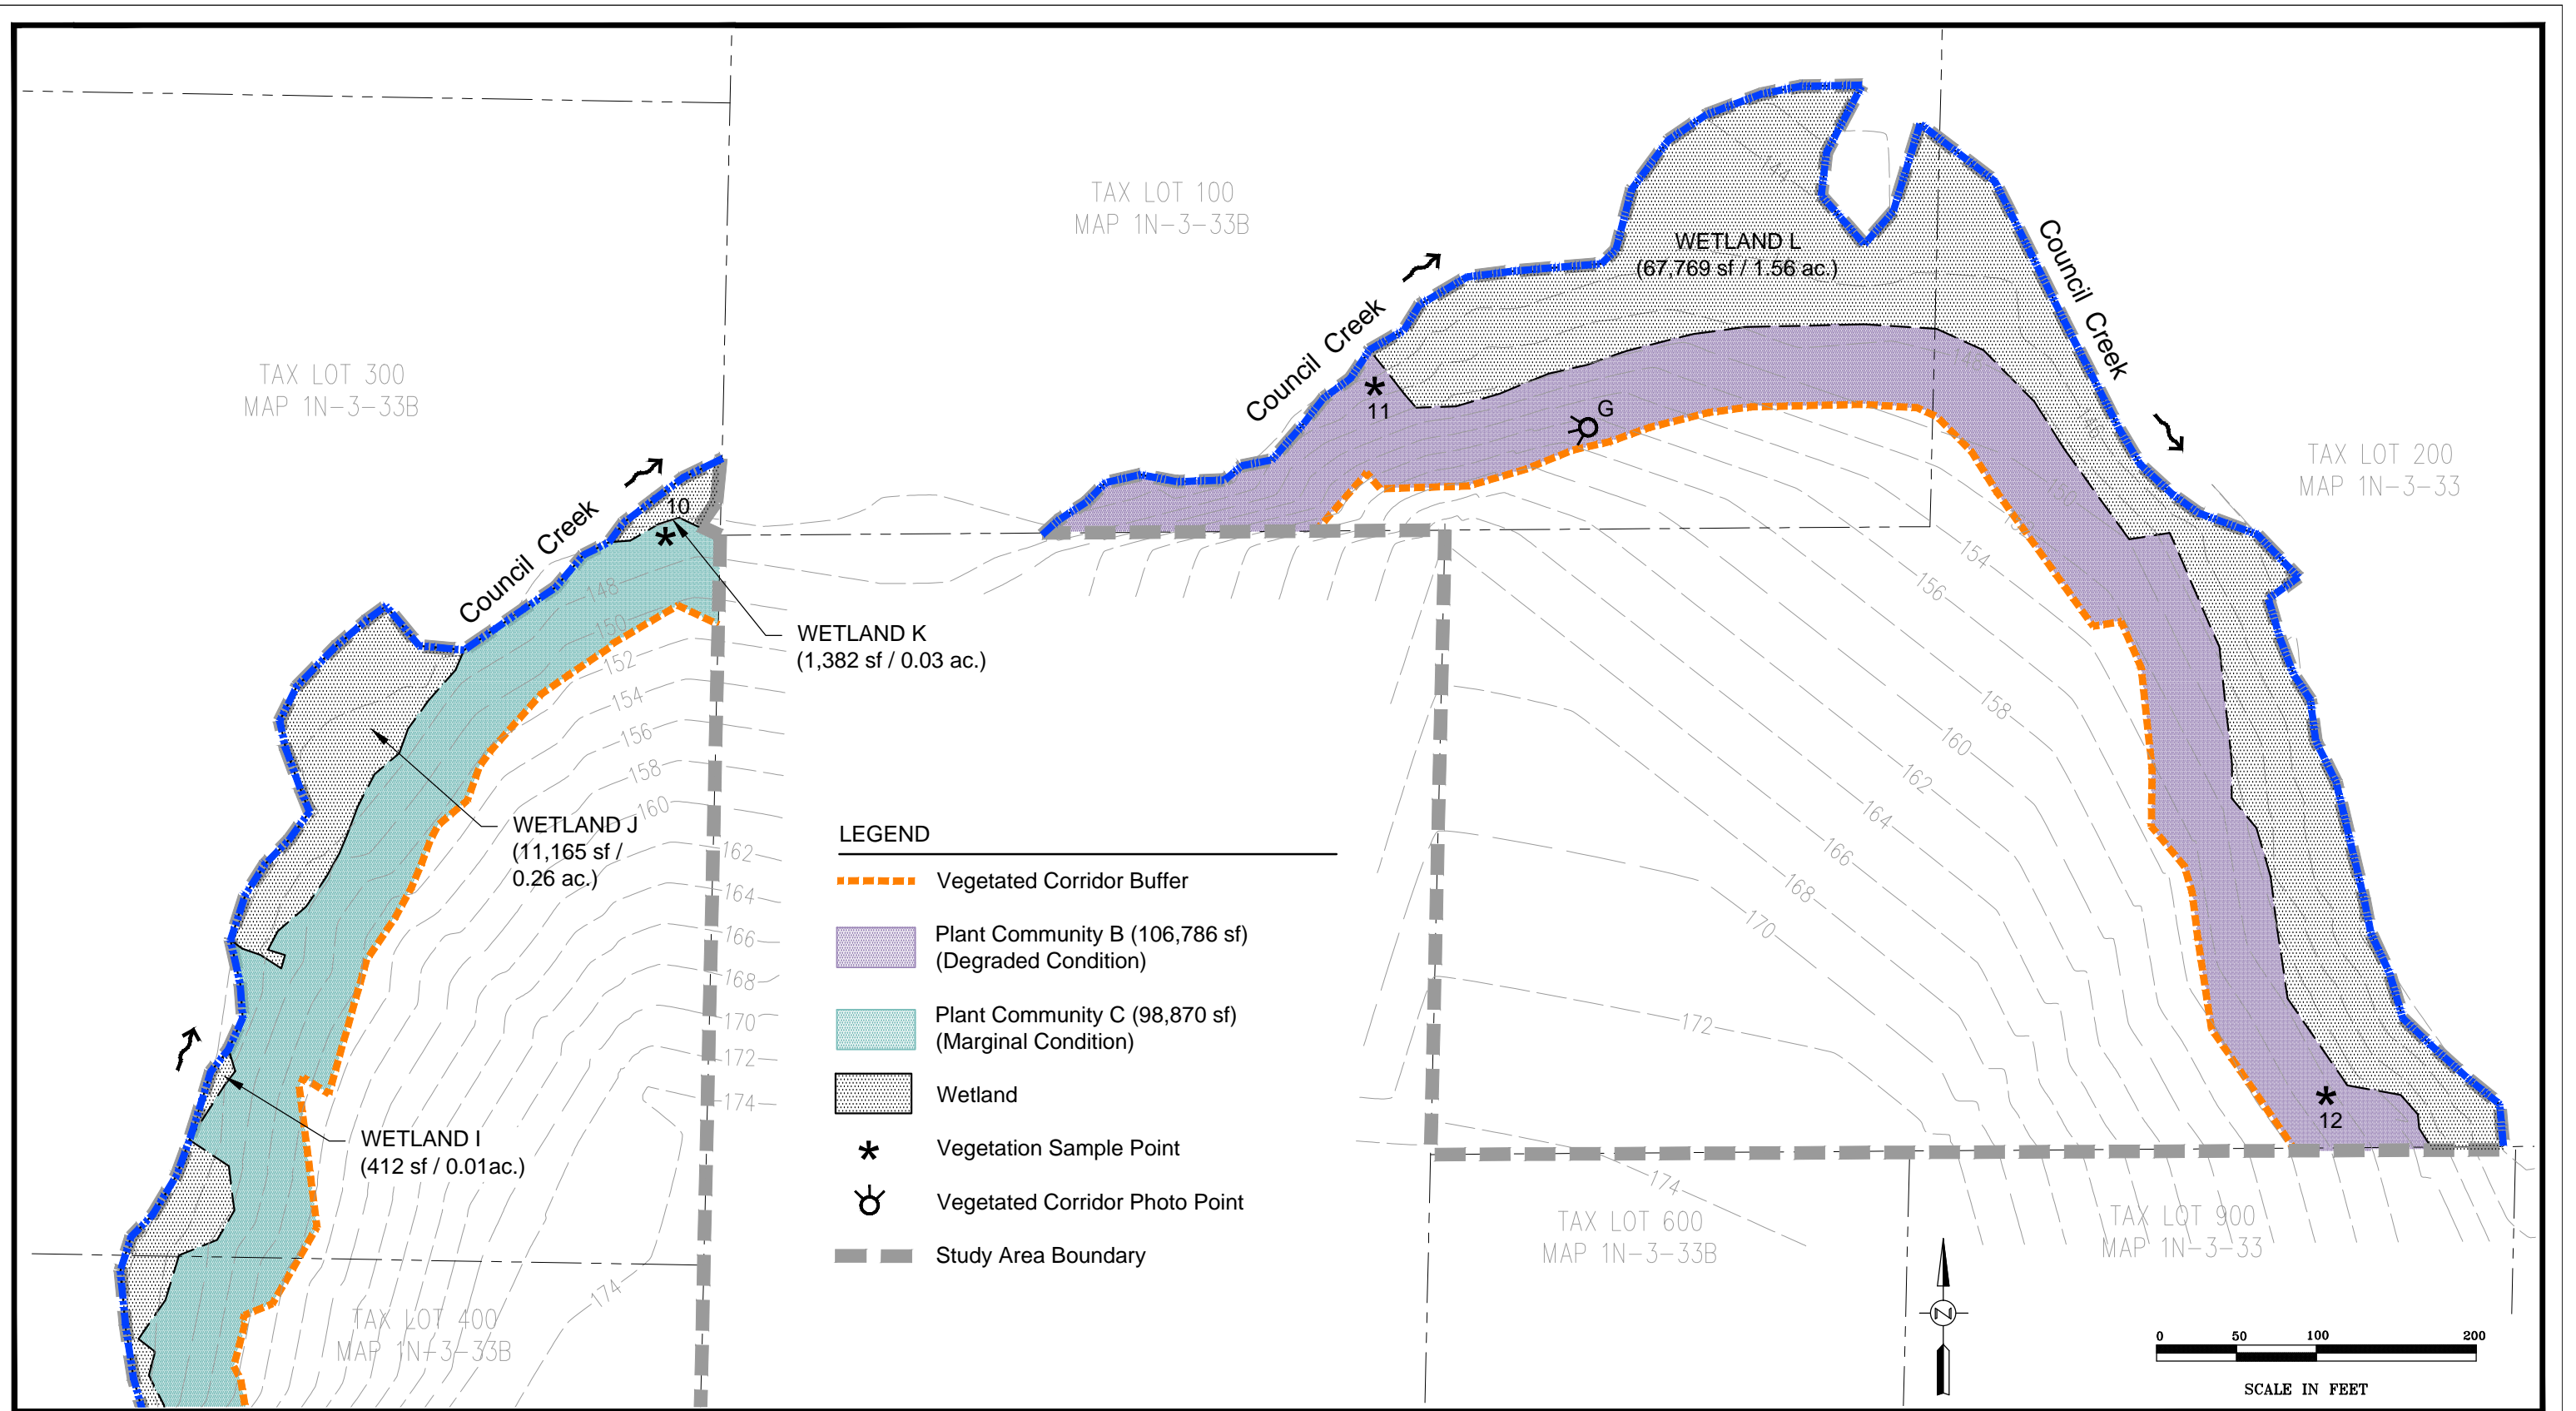 TAX LOT 100
MAP 1N-3-33B
WETLAND L
(67,769 sf / 1.56 ac.)
144
Council Creek
Council Creek
TAX LOT 300
MAP 1N-3-33B
11
G
148
TAX LOT 200
MAP 1N-3-33
10
Council Creek
148
150
152
154
156
158
160
162
164
166
168
170
172
174
174
WETLAND K
(1,382 sf / 0.03 ac.)
154
156
158
160
162
164
166
168
170
172
174
WETLAND J
(11,165 sf /
0.26 ac.)
WETLAND I
(412 sf / 0.01ac.)
LEGEND
Vegetated Corridor Buffer
Plant Community B (106,786 sf)
(Degraded Condition)
Plant Community C (98,870 sf)
(Marginal Condition)
Wetland
Vegetation Sample Point
Vegetated Corridor Photo Point
Study Area Boundary
12
TAX LOT 400
MAP 1N-3-33B
TAX LOT 600
MAP 1N-3-33B
TAX LOT 900
MAP 1N-3-33
N
0 50 100 200
SCALE IN FEET